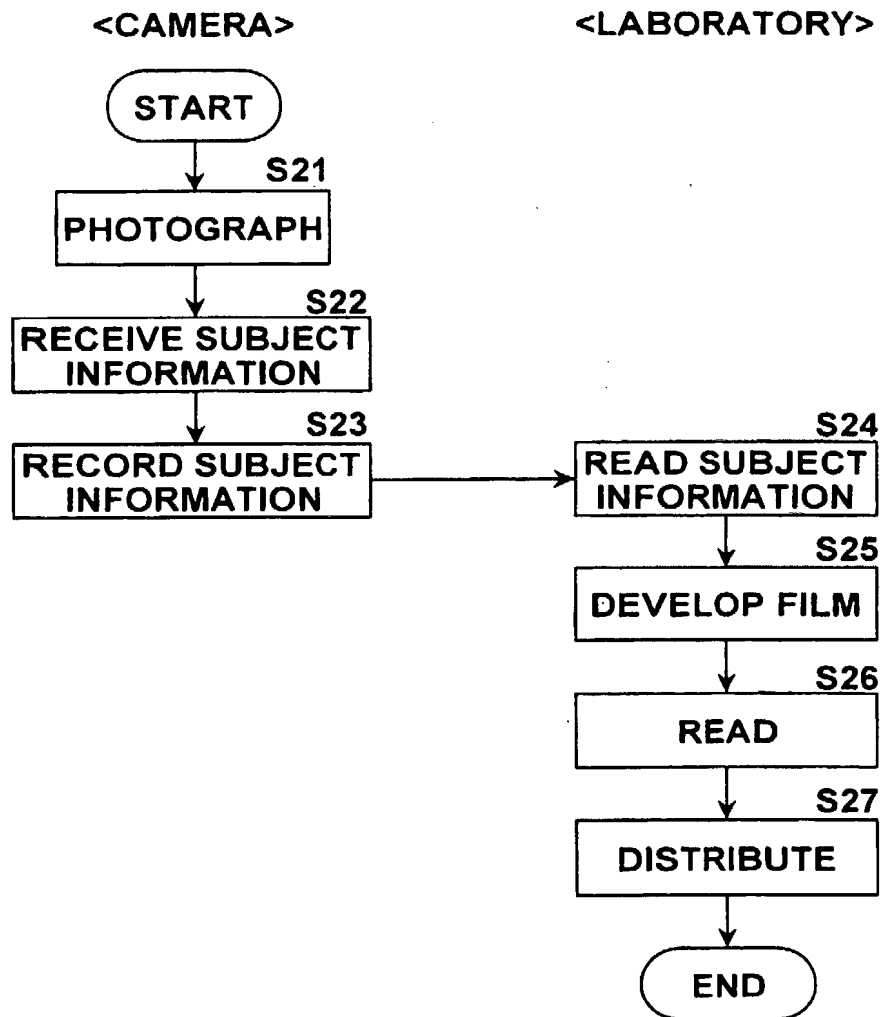 <CAMERA>
START
S21
PHOTOGRAPH
S22
RECEIVE SUBJECT
INFORMATION
S23
RECORD SUBJECT
INFORMATION
<LABORATORY>
S24
READ SUBJECT
INFORMATION
S25
DEVELOP FILM
S26
READ
S27
DISTRIBUTE
END